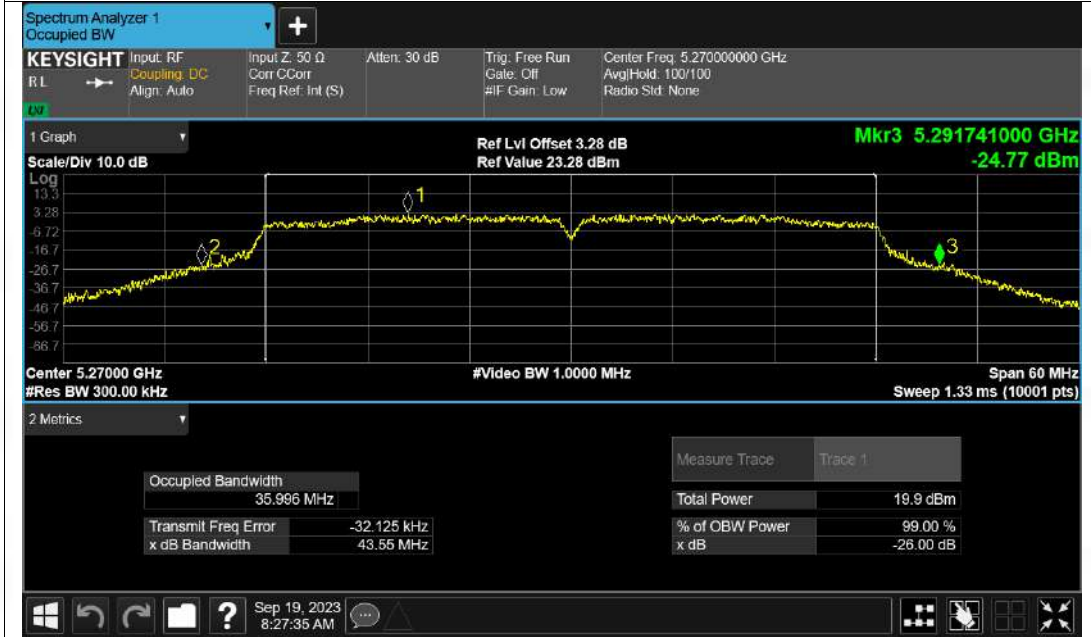 Spectrum Analyzer 1
Occupied BW
+
KEYSIGHT
R L
LXI
Input: RF
Coupling: DC
Align: Auto
Input Z: 50 Ω
Corr CCorr
Freq Ref: Int (S)
Atten: 30 dB
Trig: Free Run
Gate: Off
#IF Gain: Low
Center Freq: 5.270000000 GHz
Avg|Hold: 100/100
Radio Std: None
1 Graph
Scale/Div 10.0 dB
Ref Lvl Offset 3.28 dB
Ref Value 23.28 dBm
Mkr3 5.291741000 GHz
-24.77 dBm
Log
13.3
3.28
-6.72
-16.7
-26.7
-36.7
-46.7
-56.7
-66.7
1
2
3
Center 5.27000 GHz
#Res BW 300.00 kHz
#Video BW 1.0000 MHz
Span 60 MHz
Sweep 1.33 ms (10001 pts)
2 Metrics
Occupied Bandwidth
35.996 MHz
Transmit Freq Error -32.125 kHz
x dB Bandwidth 43.55 MHz
Measure Trace Trace 1
Total Power 19.9 dBm
% of OBW Power 99.00 %
x dB -26.00 dB
?
Sep 19, 2023
8:27:35 AM